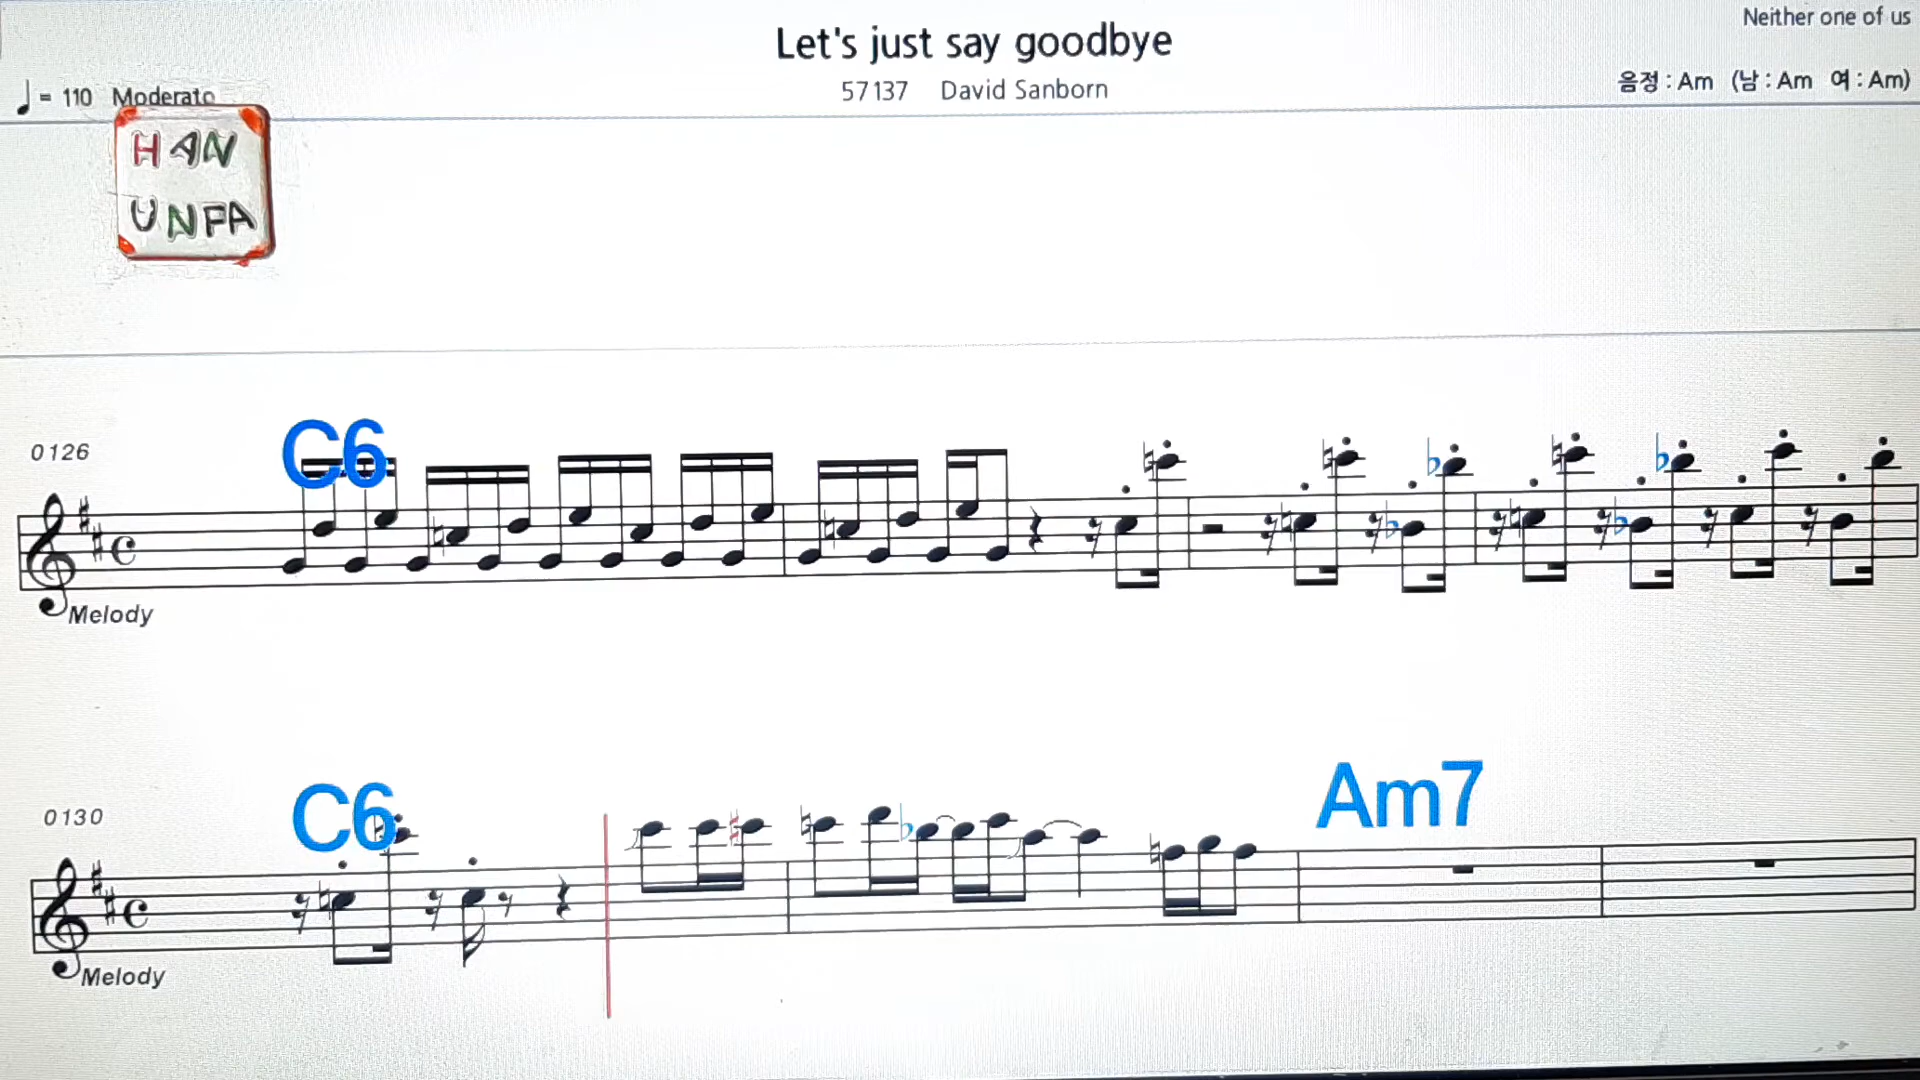 Neither one of us
Let's just say goodbye
57137 David Sanborn
음정 : Am (남 : Am 여 : Am)
♩ = 110 Moderato
HAN
UNFA
C6
0126
Melody
C6
Am7
0130
Melody